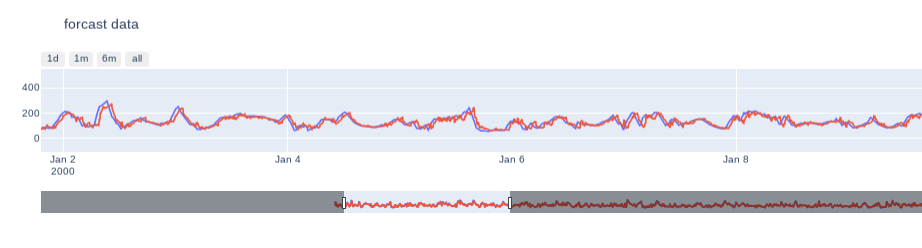 forcast data
1d 1m 6m all
400
200
0
Jan 2 Jan 4 Jan 6 Jan 8
2000